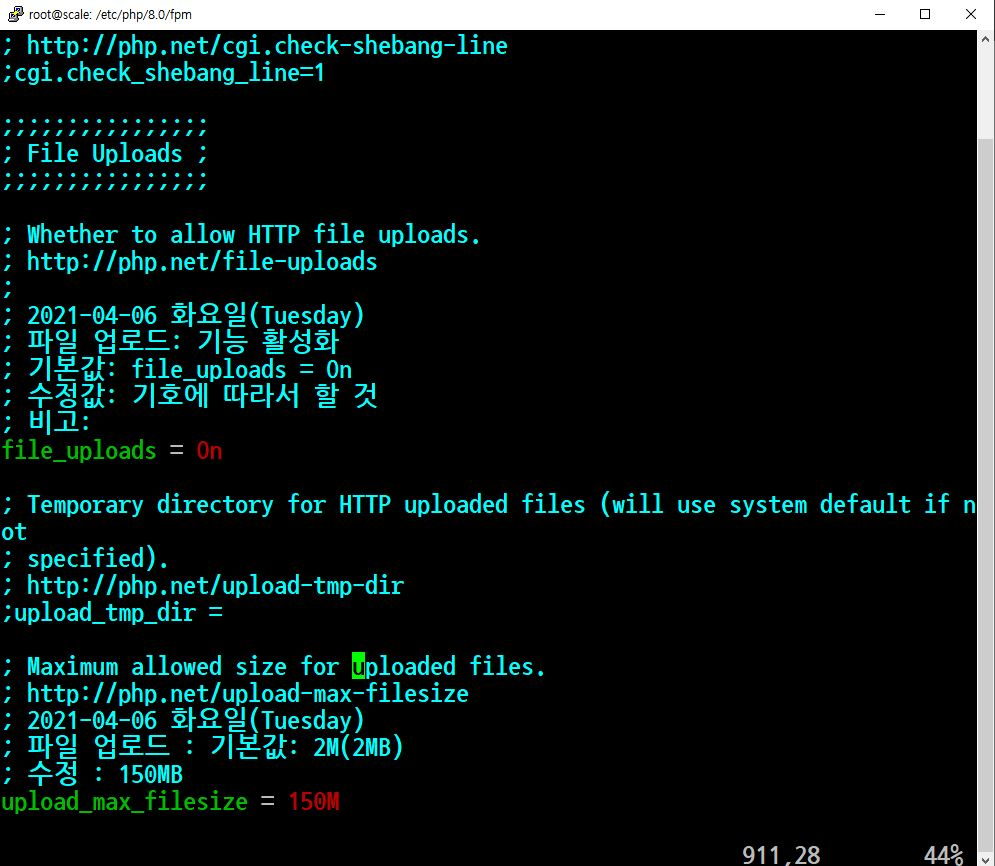 root@scale: /etc/php/8.0/fpm
; http://php.net/cgi.check-shebang-line
;cgi.check_shebang_line=1
;;;;;;;;;;;;;;;;
; File Uploads ;
;;;;;;;;;;;;;;;;
; Whether to allow HTTP file uploads.
; http://php.net/file-uploads
;
; 2021-04-06 화요일(Tuesday)
; 파일 업로드: 기능 활성화
; 기본값: file_uploads = On
; 수정값: 기호에 따라서 할 것
; 비고:
file_uploads = On
; Temporary directory for HTTP uploaded files (will use system default if n
ot
; specified).
; http://php.net/upload-tmp-dir
;upload_tmp_dir =
; Maximum allowed size for uploaded files.
; http://php.net/upload-max-filesize
; 2021-04-06 화요일(Tuesday)
; 파일 업로드 : 기본값: 2M(2MB)
; 수정 : 150MB
upload_max_filesize = 150M
911,28 44%